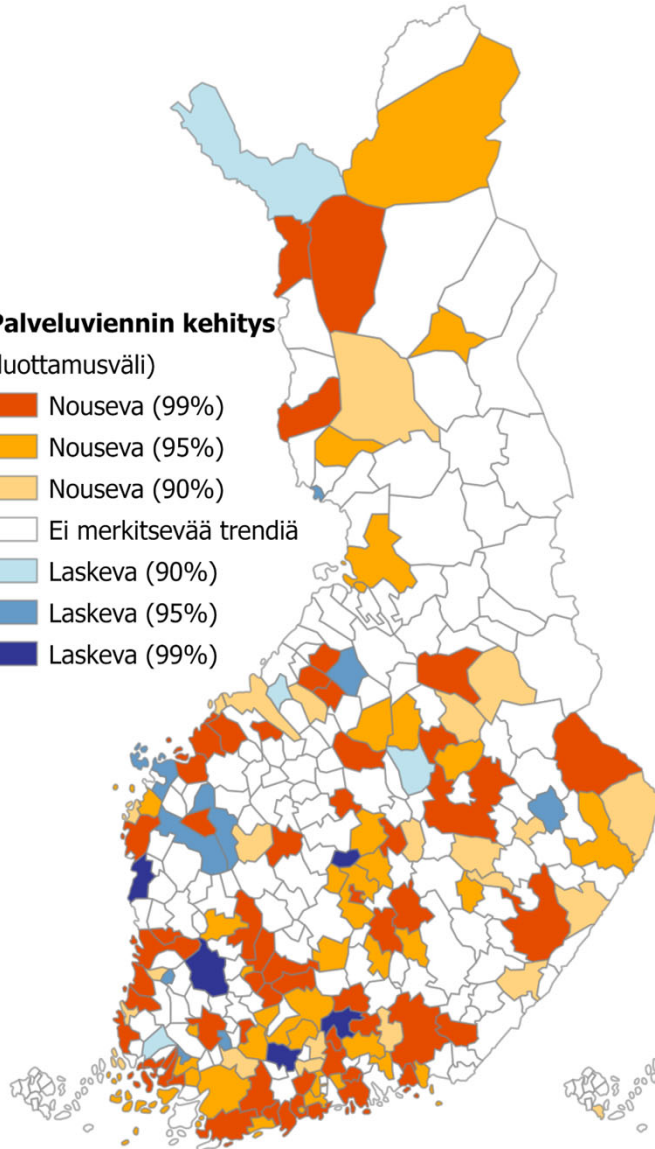 Palveluviennin kehitys
luottamusväli)
Nouseva (99%)
Nouseva (95%)
Nouseva (90%)
Ei merkitsevää trendiä
Laskeva (90%)
Laskeva (95%)
Laskeva (99%)